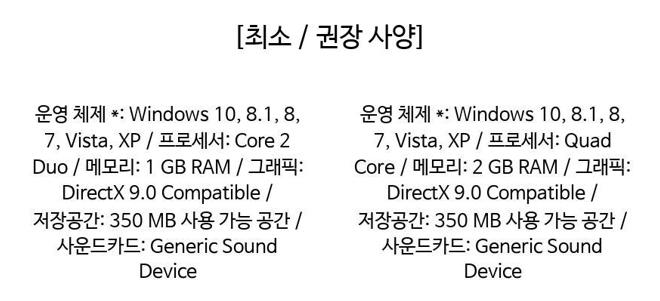 [최소 / 권장 사양]
운영 체제 *: Windows 10, 8.1, 8,
7, Vista, XP / 프로세서: Core 2
Duo / 메모리: 1 GB RAM / 그래픽:
DirectX 9.0 Compatible /
저장공간: 350 MB 사용 가능 공간 /
사운드카드: Generic Sound
Device
운영 체제 *: Windows 10, 8.1, 8,
7, Vista, XP / 프로세서: Quad
Core / 메모리: 2 GB RAM / 그래픽:
DirectX 9.0 Compatible /
저장공간: 350 MB 사용 가능 공간 /
사운드카드: Generic Sound
Device